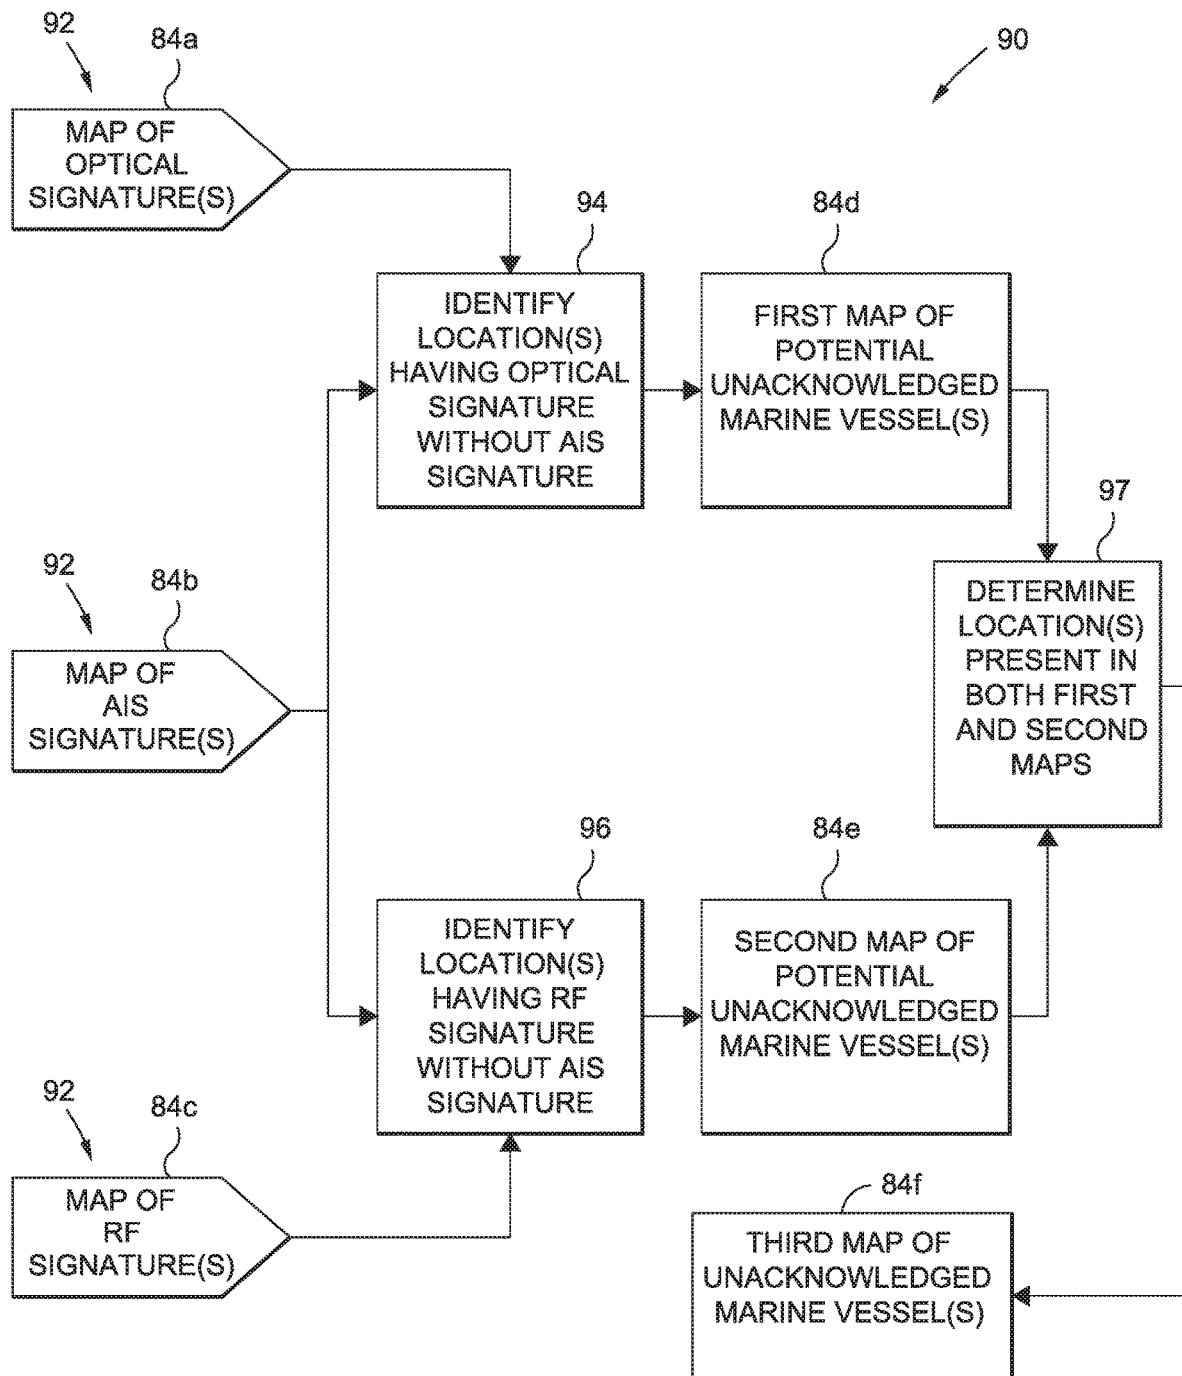 92
84a
90
MAP OF
OPTICAL
SIGNATURE(S)
94
84d
IDENTIFY
LOCATION(S)
HAVING OPTICAL
SIGNATURE
WITHOUT AIS
SIGNATURE
FIRST MAP OF
POTENTIAL
UNACKNOWLEDGED
MARINE VESSEL(S)
92
84b
MAP OF
AIS
SIGNATURE(S)
97
DETERMINE
LOCATION(S)
PRESENT IN
BOTH FIRST
AND SECOND
MAPS
96
84e
IDENTIFY
LOCATION(S)
HAVING RF
SIGNATURE
WITHOUT AIS
SIGNATURE
SECOND MAP OF
POTENTIAL
UNACKNOWLEDGED
MARINE VESSEL(S)
92
84c
MAP OF
RF
SIGNATURE(S)
84f
THIRD MAP OF
UNACKNOWLEDGED
MARINE VESSEL(S)